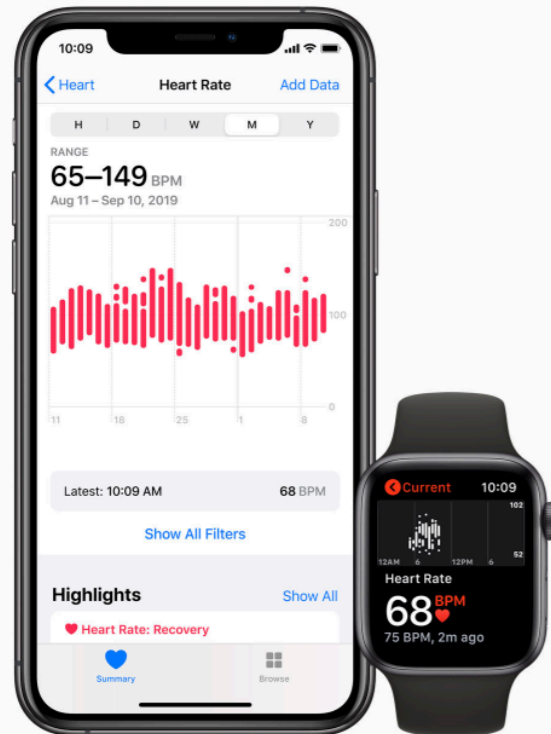 10:09
Heart
Heart Rate
Add Data
H D W M Y
RANGE
65–149 BPM
Aug 11 – Sep 10, 2019
200
100
0
11 18 25 1 8
Latest: 10:09 AM
68 BPM
Show All Filters
Highlights
Show All
Heart Rate: Recovery
Summary
Browse
Current
10:09
102
52
12AM 6 12PM 6
Heart Rate
68 BPM
75 BPM, 2m ago